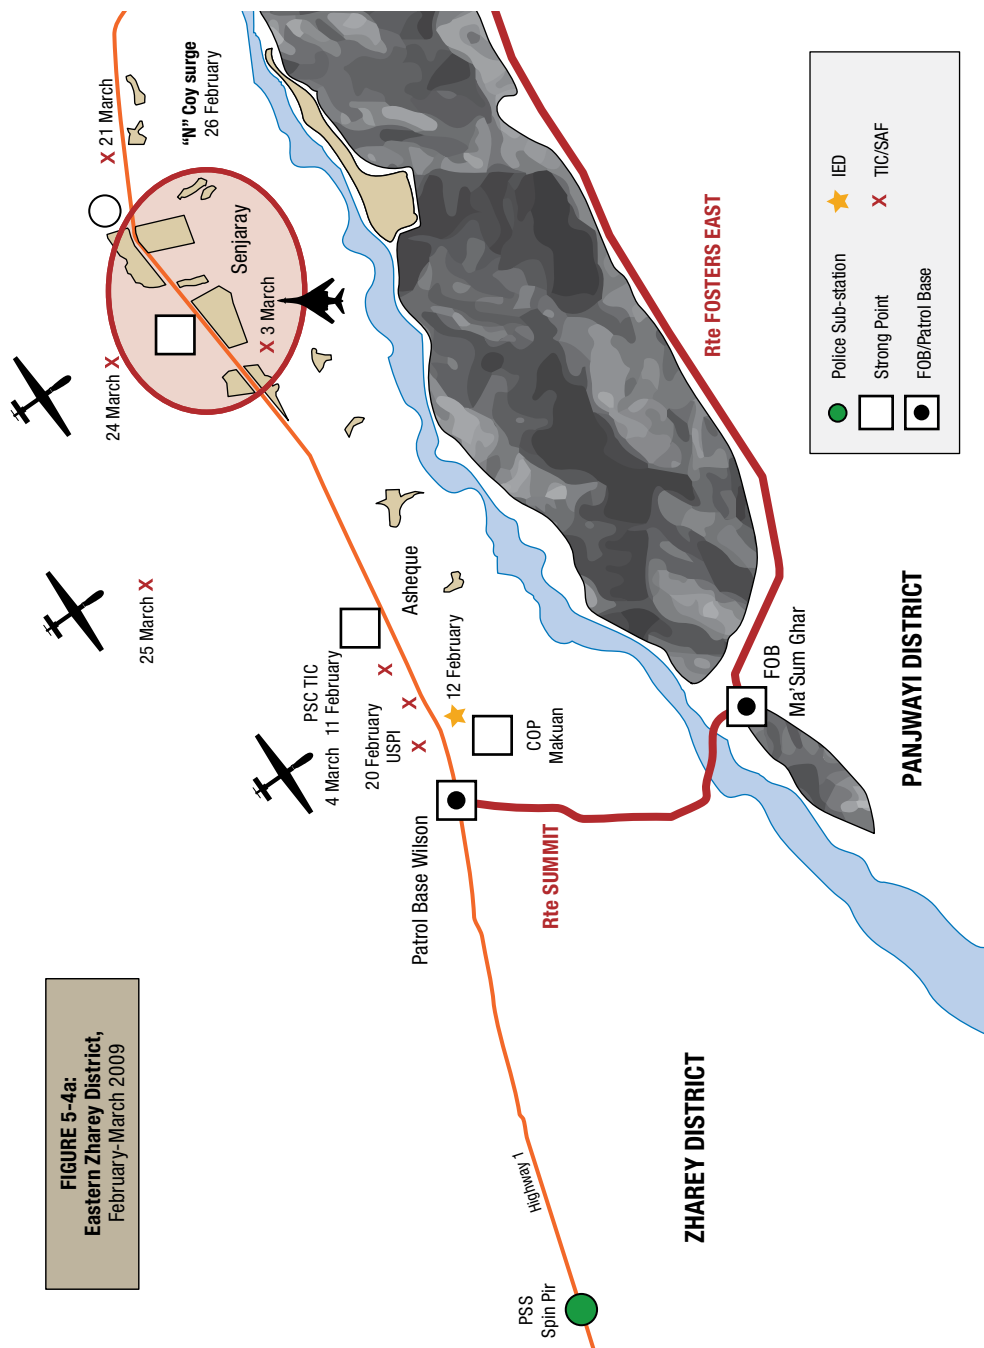 FIGURE 5-4a:
Eastern Zharey District,
February-March 2009
PSS
Spin Pir
Highway 1
ZHAREY DISTRICT
Patrol Base Wilson
Rte SUMMIT
4 March
PSC TIC
11 February
20 February
USPI
12 February
COP
Makuan
Asheque
FOB
Ma'Sum Ghar
PANJWAYI DISTRICT
25 March X
24 March X
X 3 March
Senjaray
X 21 March
"N" Coy surge
26 February
X
X
X
Rte FOSTERS EAST
Police Sub-station
Strong Point
FOB/Patrol Base
IED
X TIC/SAF